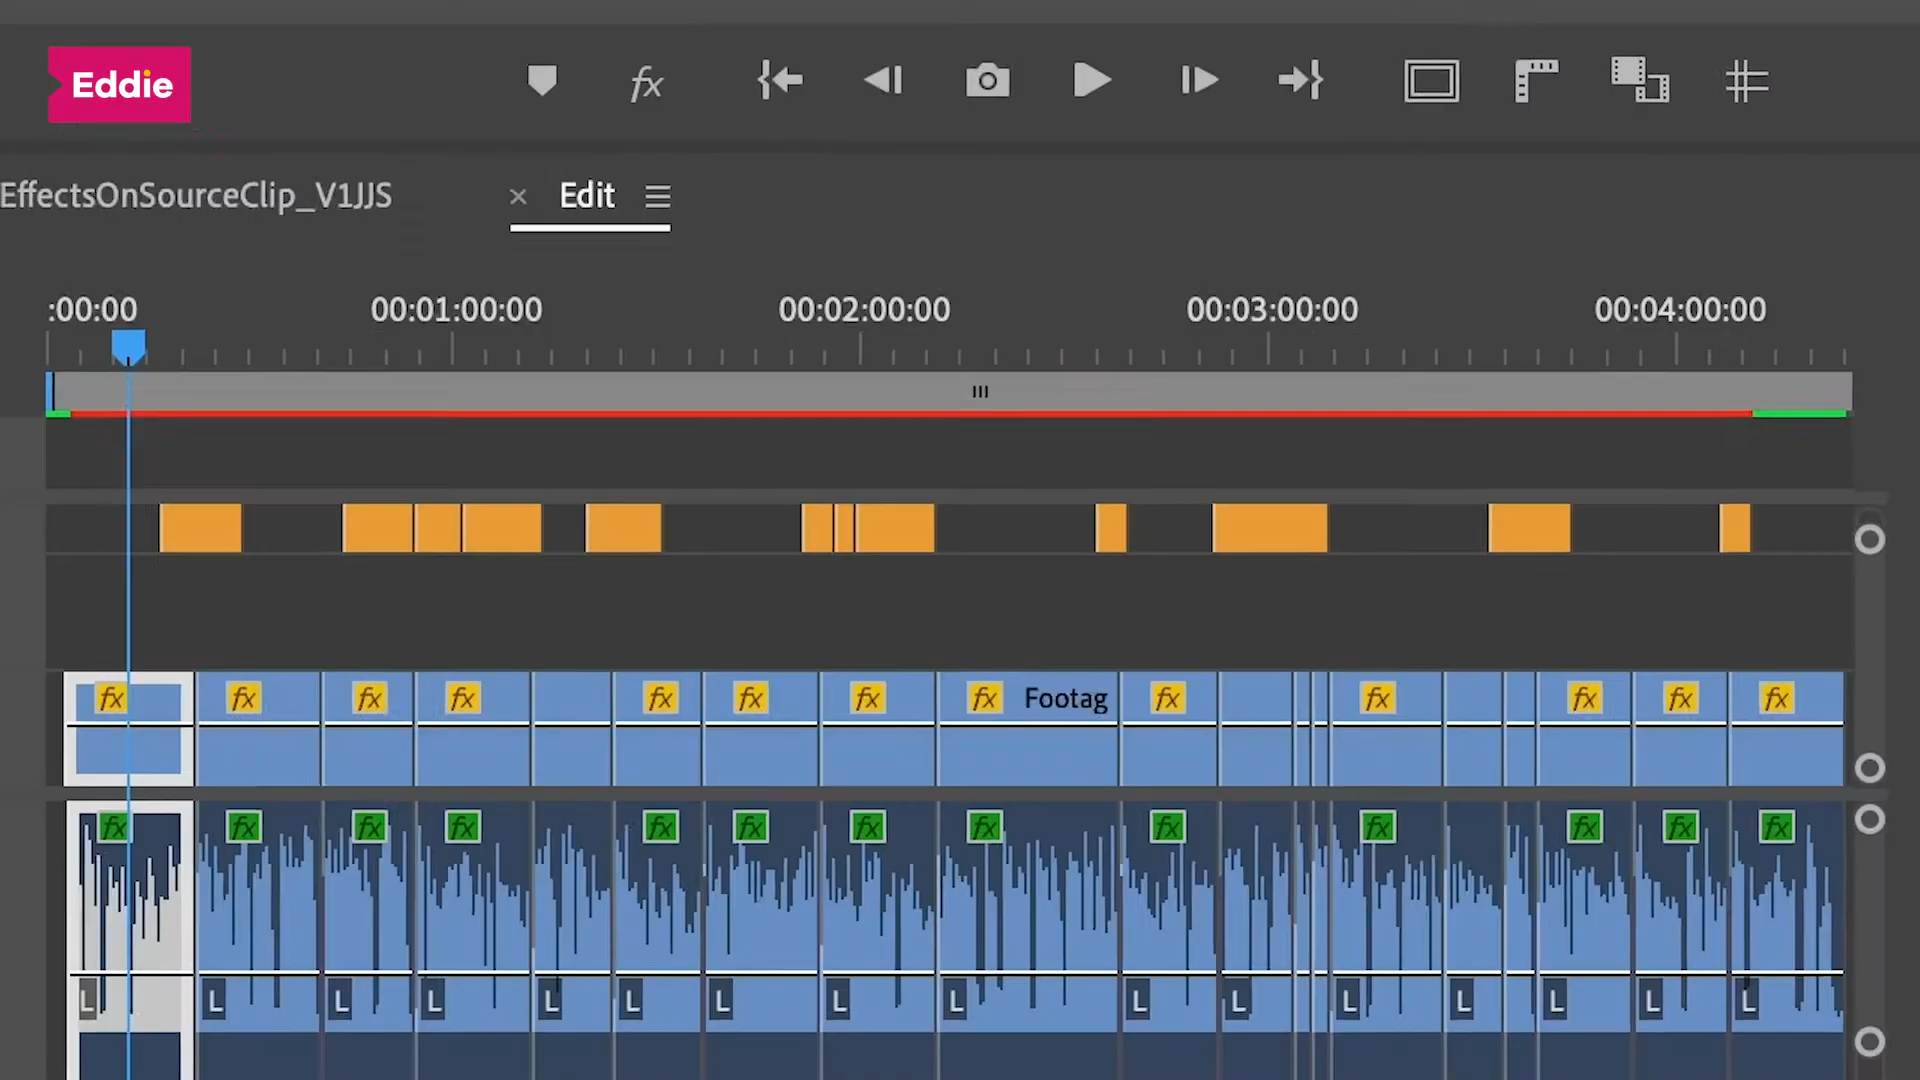 Eddie
fx
EffectsOnSourceClip_V1JJS
× Edit
:00:00 00:01:00:00 00:02:00:00 00:03:00:00 00:04:00:00
fx fx fx fx fx fx fx fx Footag fx fx fx fx fx
fx fx fx fx fx fx fx fx fx fx fx fx fx
L L L L L L L L L L L L L L L L